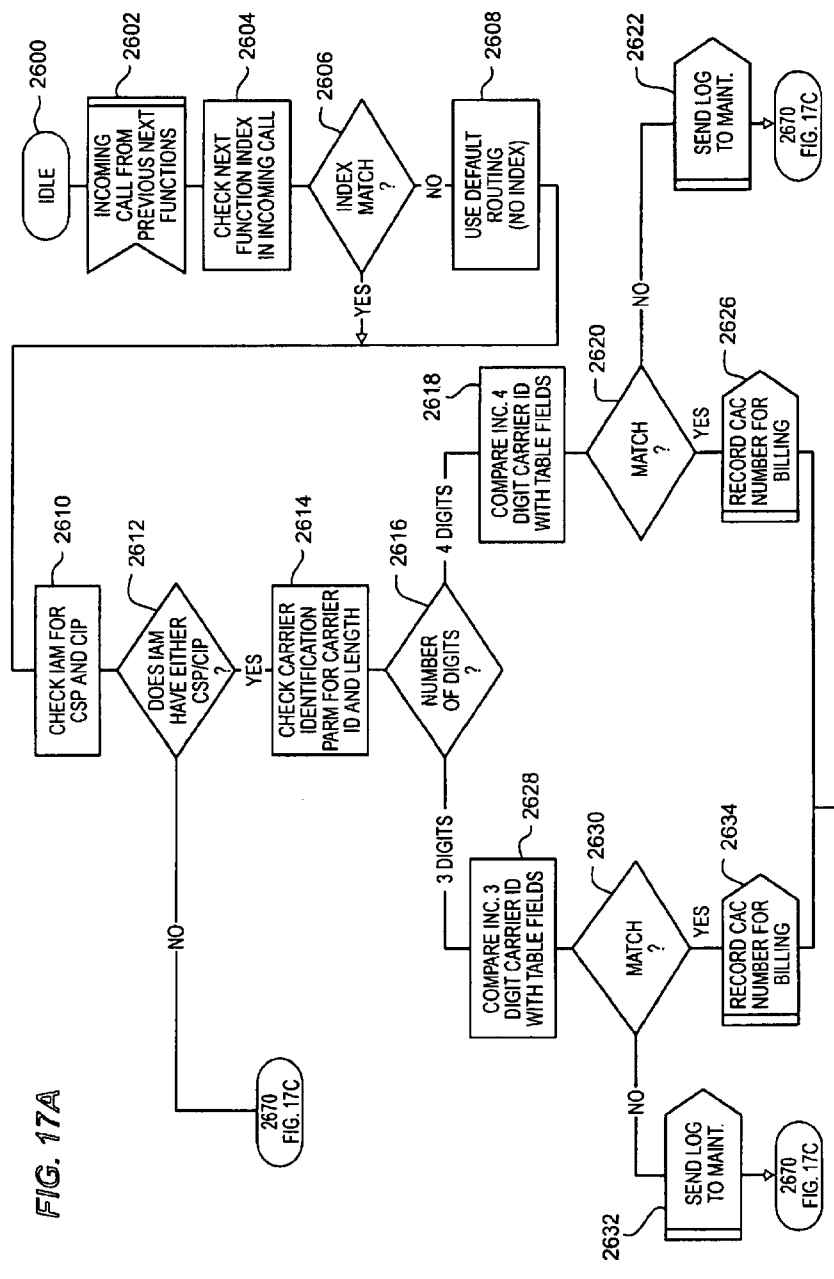 FIG. 17A
2600
IDLE
2602
INCOMING
CALL FROM
PREVIOUS NEXT
FUNCTIONS
2604
CHECK NEXT
FUNCTION INDEX
IN INCOMING CALL
2606
INDEX
MATCH
?
YES
NO
2608
USE DEFAULT
ROUTING
(NO INDEX)
2610
CHECK IAM FOR
CSP AND CIP
2612
DOES IAM
HAVE EITHER
CSP/CIP
?
NO
2670
FIG. 17C
YES
2614
CHECK CARRIER
IDENTIFICATION
PARM FOR CARRIER
ID AND LENGTH
2616
NUMBER
OF DIGITS
?
3 DIGITS
4 DIGITS
2618
COMPARE INC. 4
DIGIT CARRIER ID
WITH TABLE FIELDS
2620
MATCH
?
NO
2622
SEND LOG
TO MAINT.
2670
FIG. 17C
YES
2626
RECORD CAC
NUMBER FOR
BILLING
2628
COMPARE INC. 3
DIGIT CARRIER ID
WITH TABLE FIELDS
2630
MATCH
?
NO
2632
SEND LOG
TO MAINT.
2670
FIG. 17C
YES
2634
RECORD CAC
NUMBER FOR
BILLING